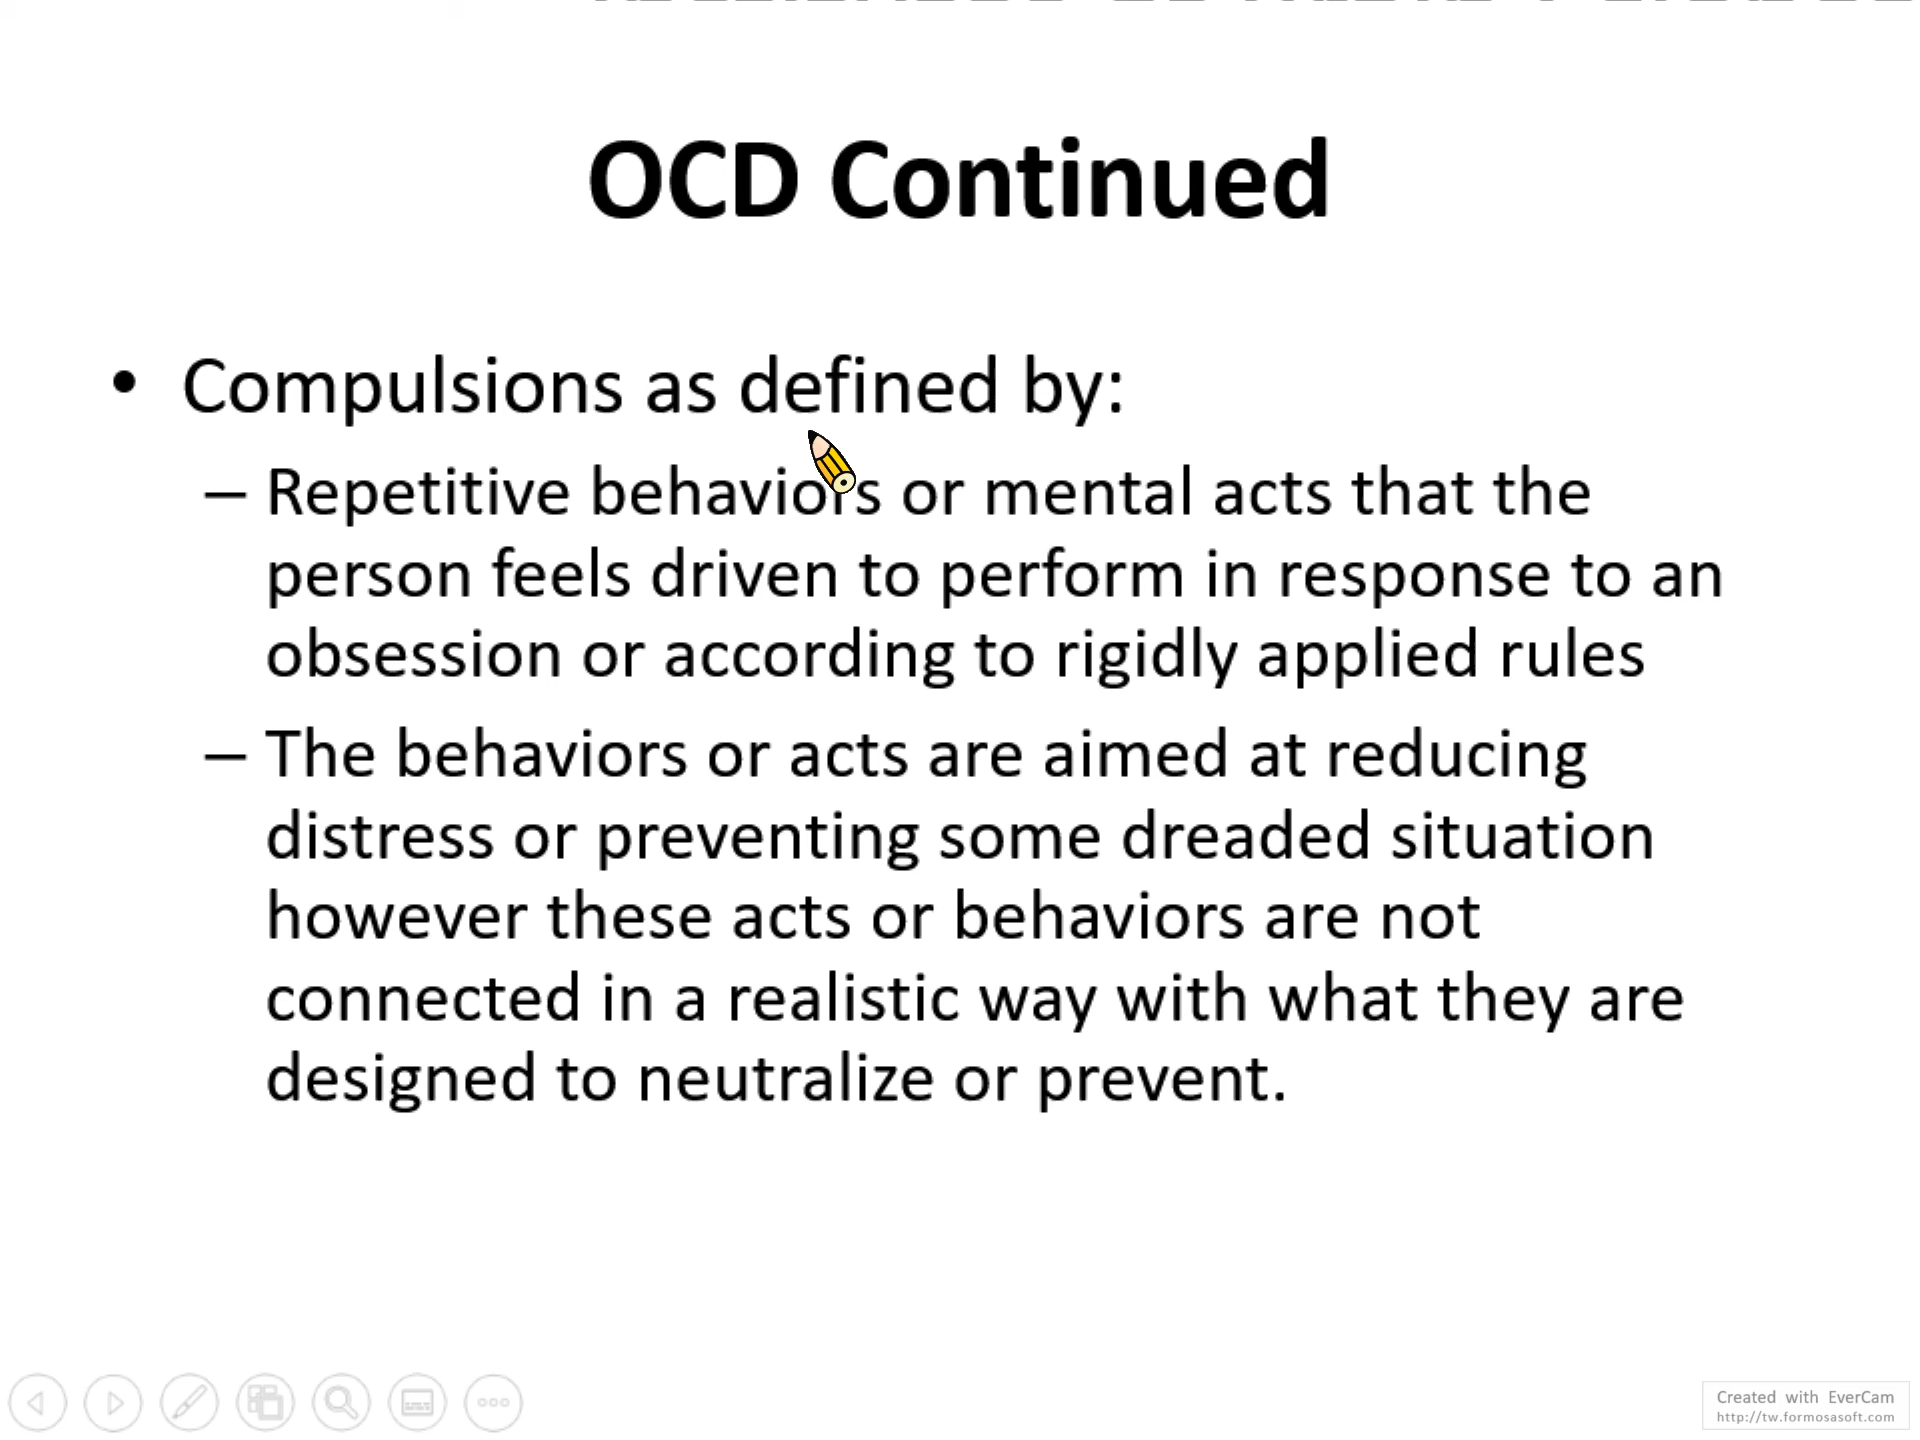 OCD Continued
• Compulsions as defined by:
– Repetitive behaviors or mental acts that the
person feels driven to perform in response to an
obsession or according to rigidly applied rules
– The behaviors or acts are aimed at reducing
distress or preventing some dreaded situation
however these acts or behaviors are not
connected in a realistic way with what they are
designed to neutralize or prevent.
Created with EverCam
http://tw.formosasoft.com